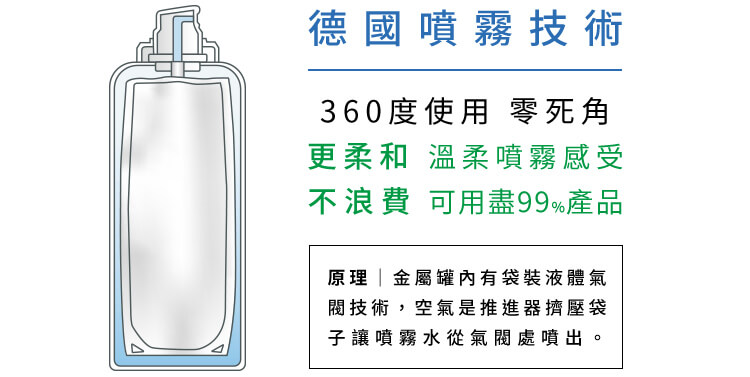 德國噴霧技術
360度使用 零死角
更柔和 溫柔噴霧感受
不浪費 可用盡99%產品
原理｜金屬罐內有袋裝液體氣
閥技術，空氣是推進器擠壓袋
子讓噴霧水從氣閥處噴出。